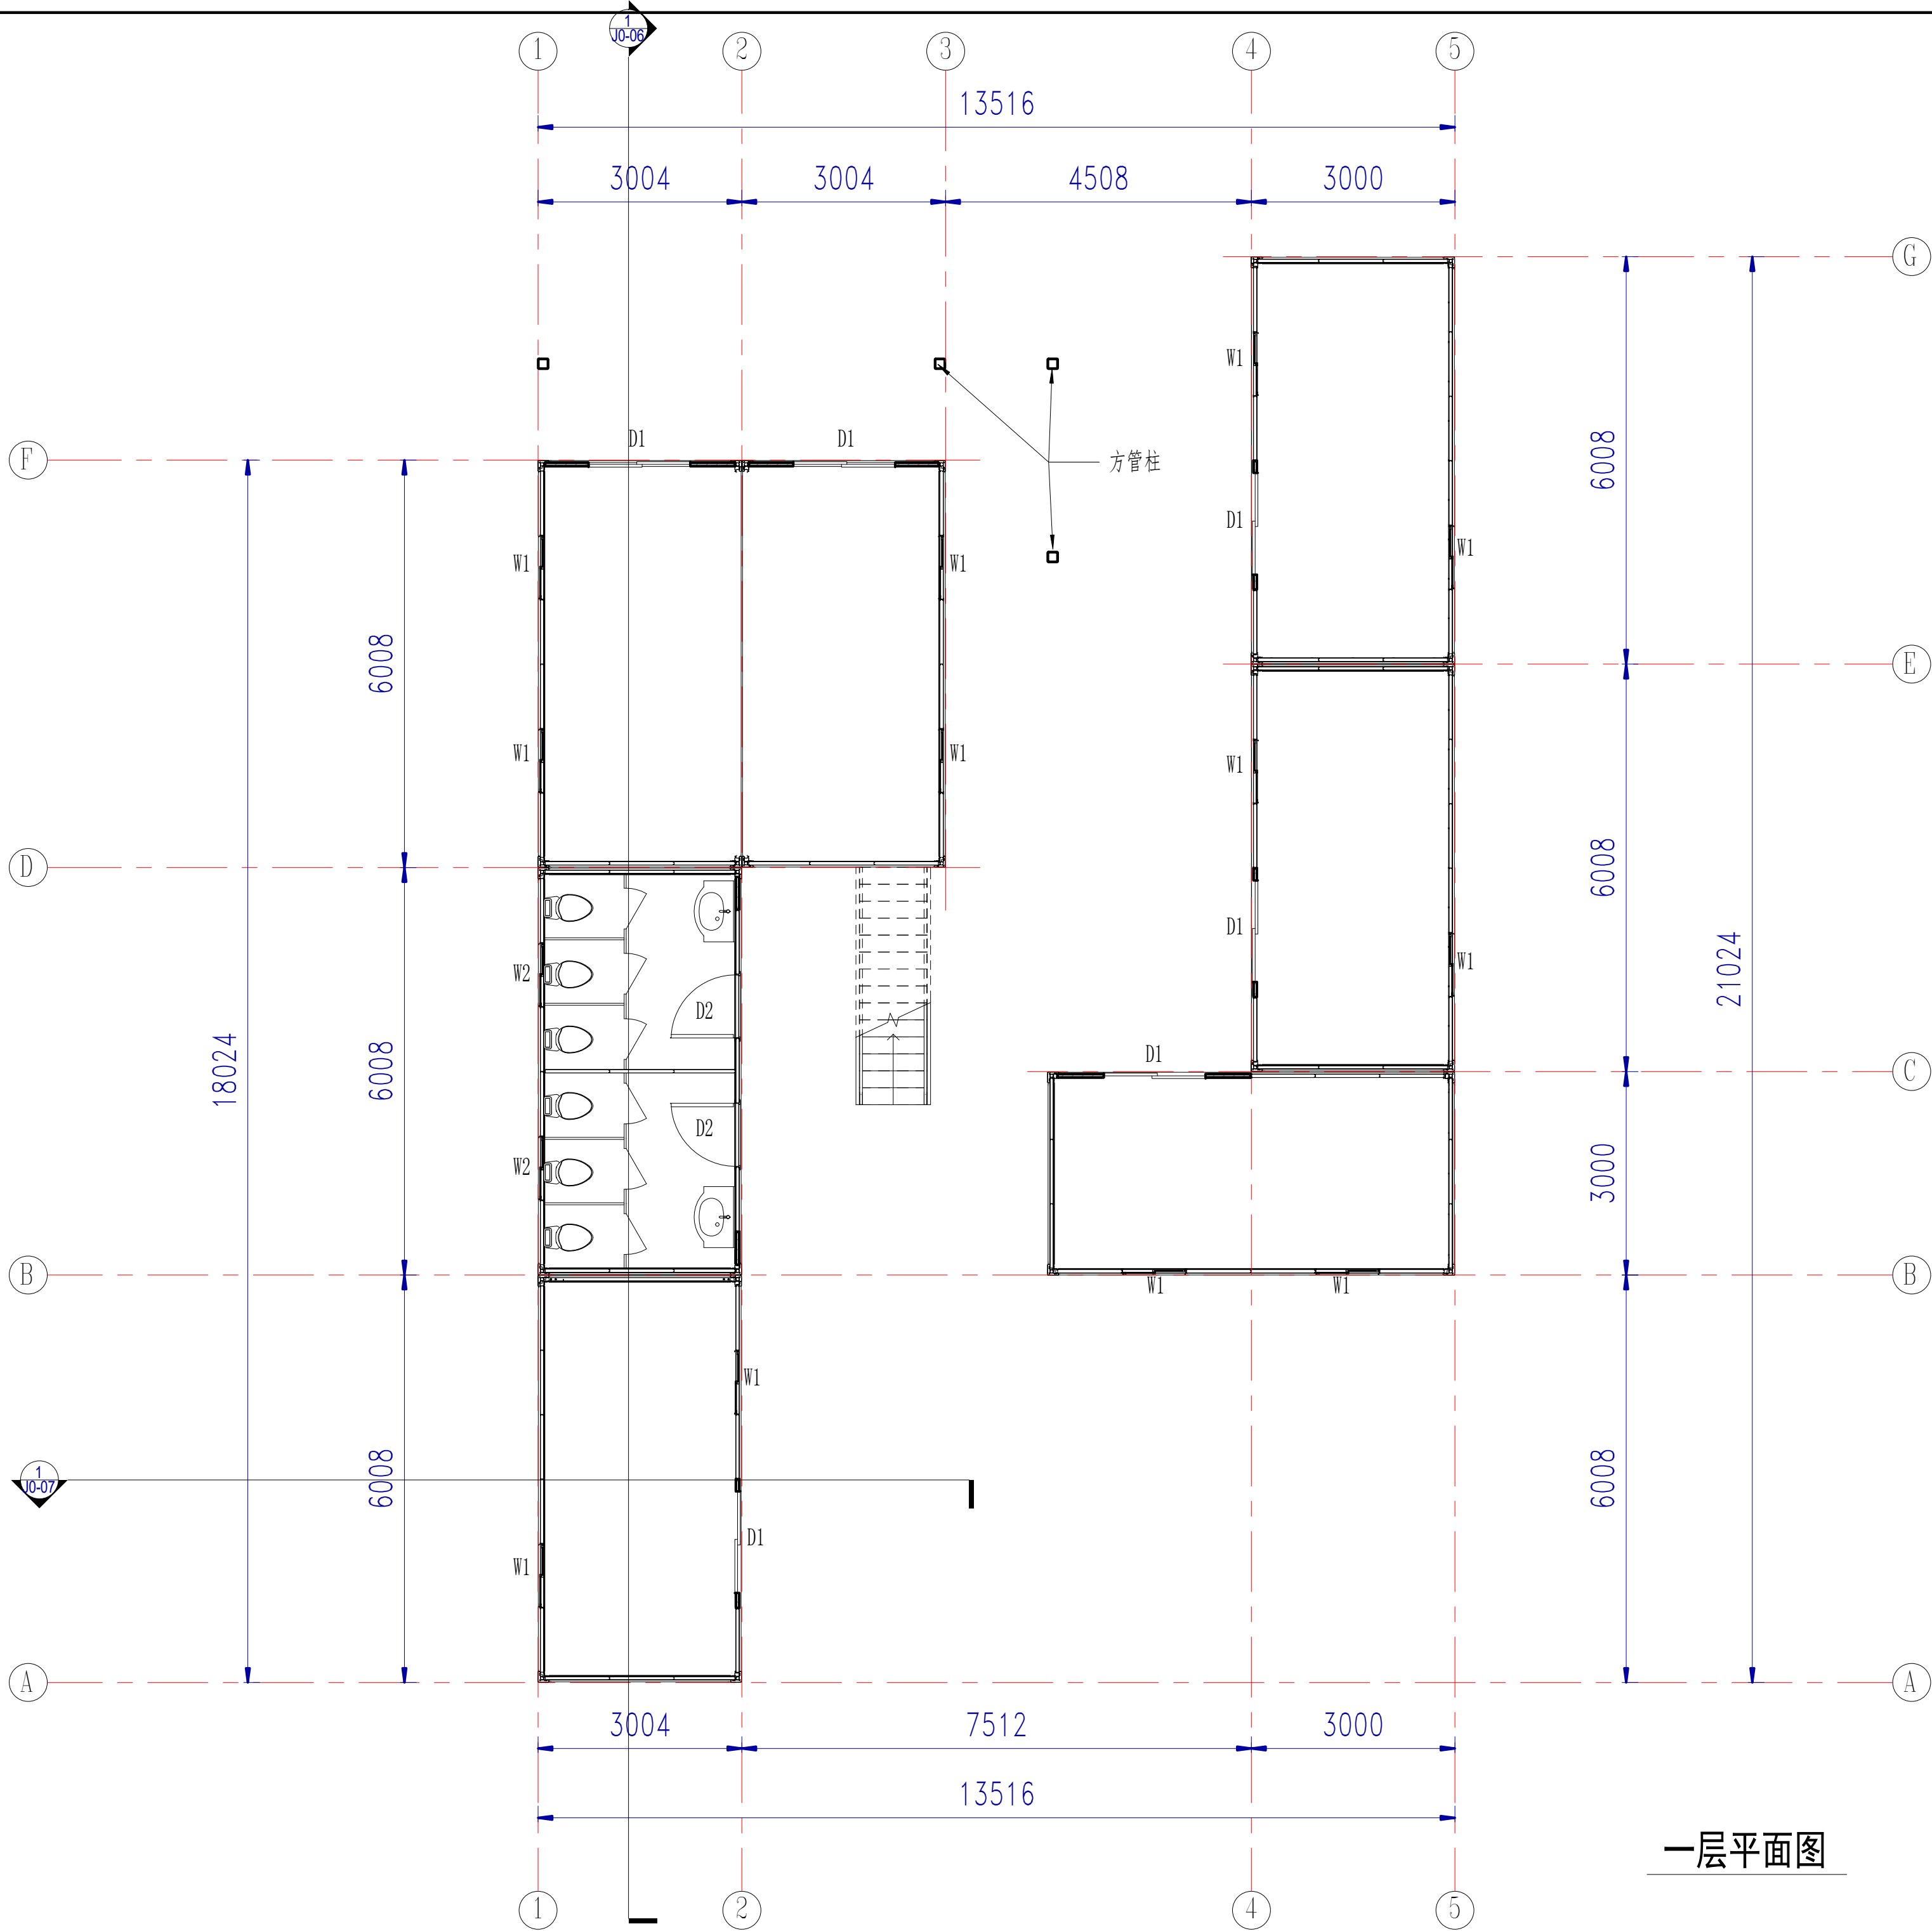 1
J0-06
1
2
3
4
5
13516
3004
3004
4508
3000
G
W1
D1
D1
F
方管柱
6008
D1
W1
W1
W1
6008
E
W1
W1
W1
D
6008
D1
W1
W2
D2
21024
18024
6008
D1
C
D2
W2
3000
B
W1
W1
B
W1
1
J0-07
6008
6008
D1
W1
A
A
3004
7512
3000
13516
一层平面图
1
2
4
5